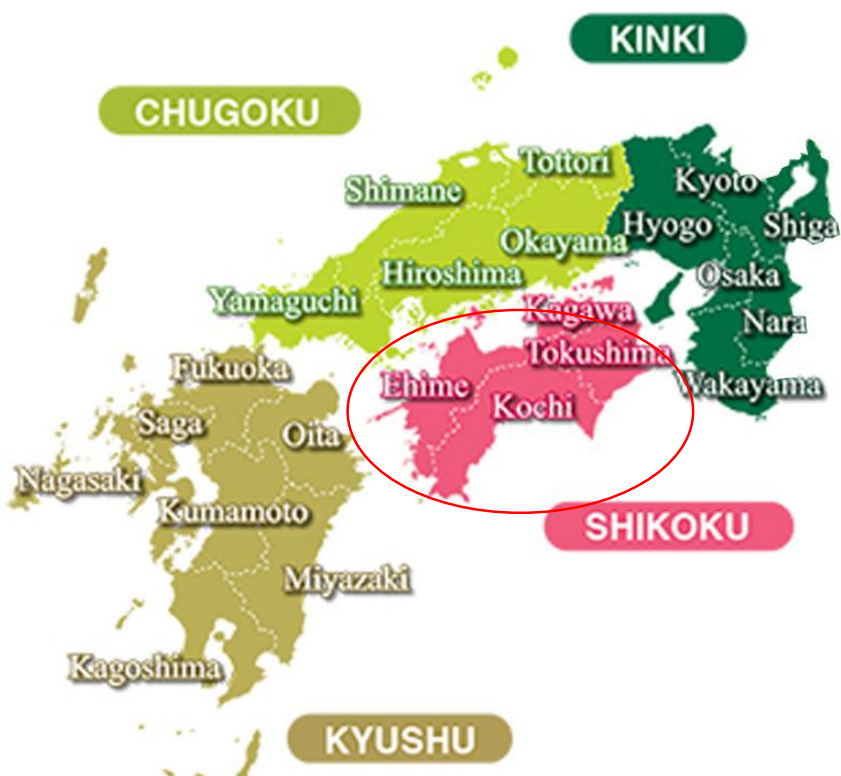 KINKI
CHUGOKU
Tottori
Kyoto
Shimane
Hyogo
Shiga
Okayama
Hiroshima
Osaka
Yamaguchi
Kagawa
Nara
Tokushima
Fukuoka
Ehime
Wakayama
Kochi
Saga
Oita
Nagasaki
Kumamoto
SHIKOKU
Miyazaki
Kagoshima
KYUSHU